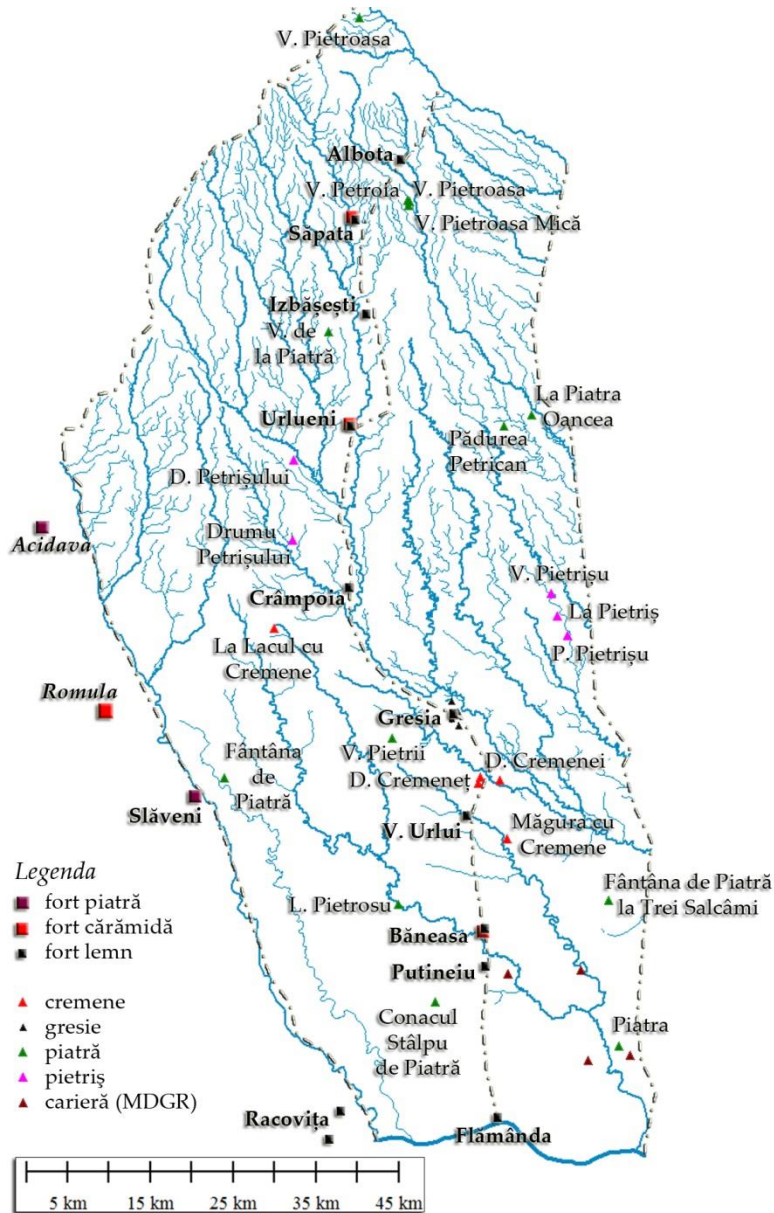 V. Pietroasa
Albota
V. Petroia
V. Pietroasa
V. Pietroasa Mică
Săpata
Izbășești
V. de
la Piatră
La Piatra
Oancea
Urlueni
Pădurea
Petrican
D. Petrișului
Acidava
Drumu
Petrișului
V. Pietrișu
Crâmpoia
La Pietriș
La Lacul cu
Cremene
P. Pietrișu
Romula
Gresia
Fântâna
de
Piatră
V. Pietrii
D. Cremenei
D. Cremeneț
Slăveni
V. Urlui
Măgura cu
Cremene
Legenda
fort piatră
fort cărămidă
fort lemn
L. Pietrosu
Fântâna de Piatră
la Trei Salcâmi
Băneasa
Putineiu
cremene
gresie
piatră
pietriş
carieră (MDGR)
Conacul
Stâlpu
de Piatră
Piatra
Racovița
Flămânda
5 km 15 km 25 km 35 km 45 km